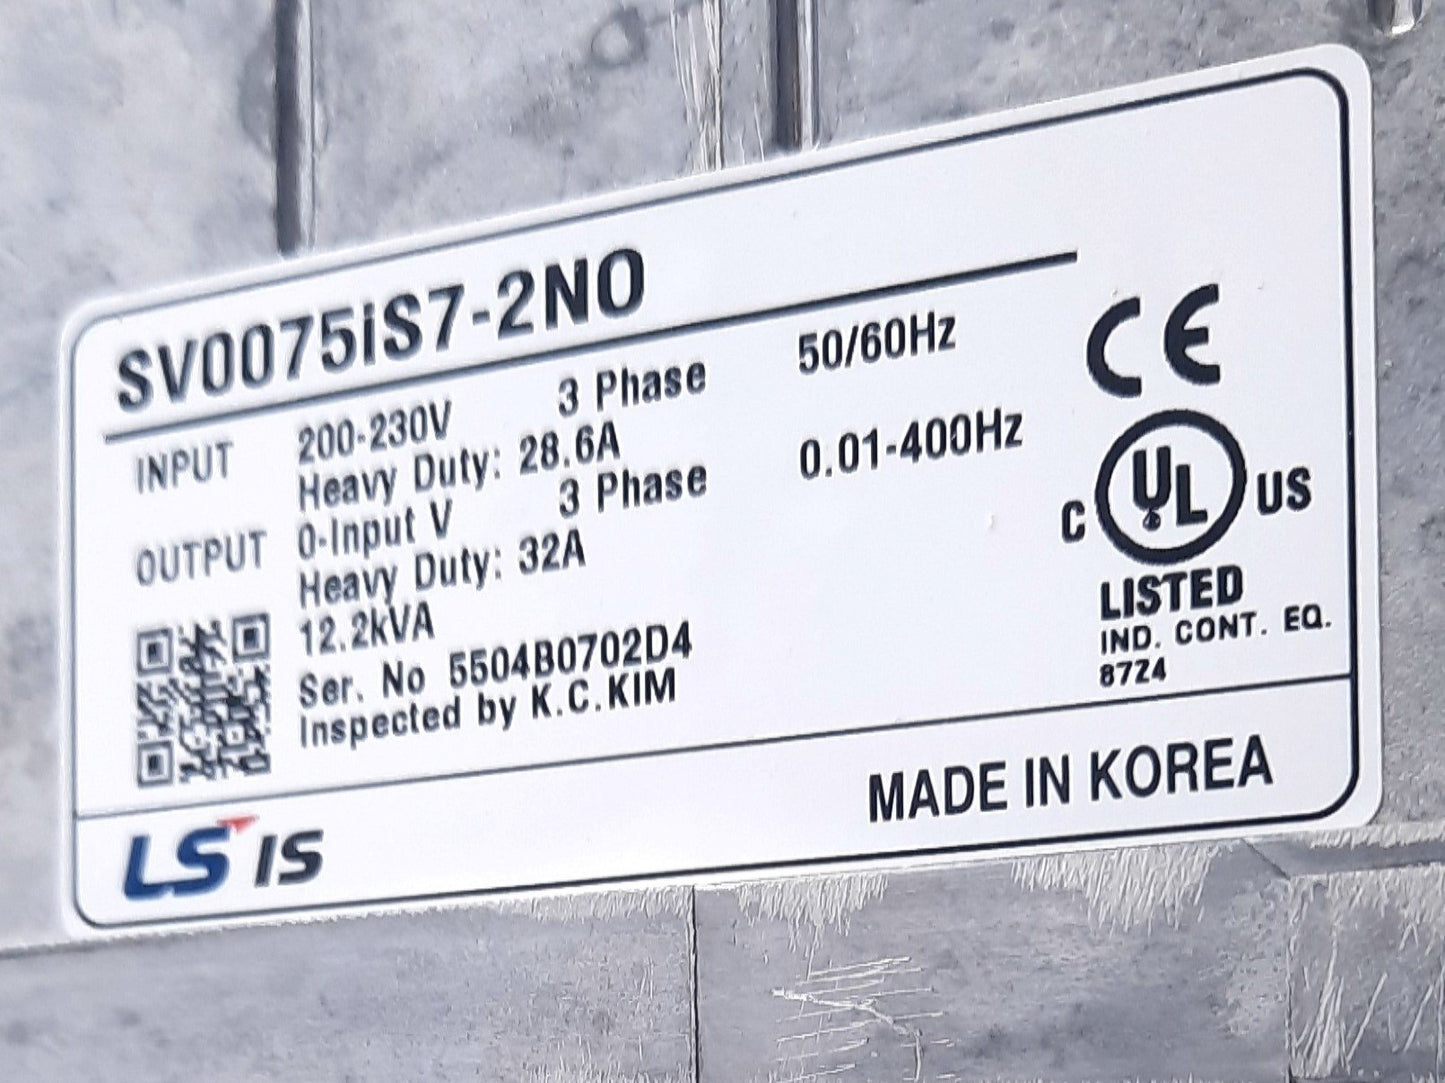 SV0075iS7-2NO
INPUT 200-230V 3 Phase 50/60Hz
Heavy Duty: 28.6A
OUTPUT 0-Input V 3 Phase 0.01-400Hz
Heavy Duty: 32A
12.2kVA
Ser. No 5504B0702D4
Inspected by K.C.KIM
CE
C UL US
LISTED
IND. CONT. EQ.
87Z4
LS IS
MADE IN KOREA